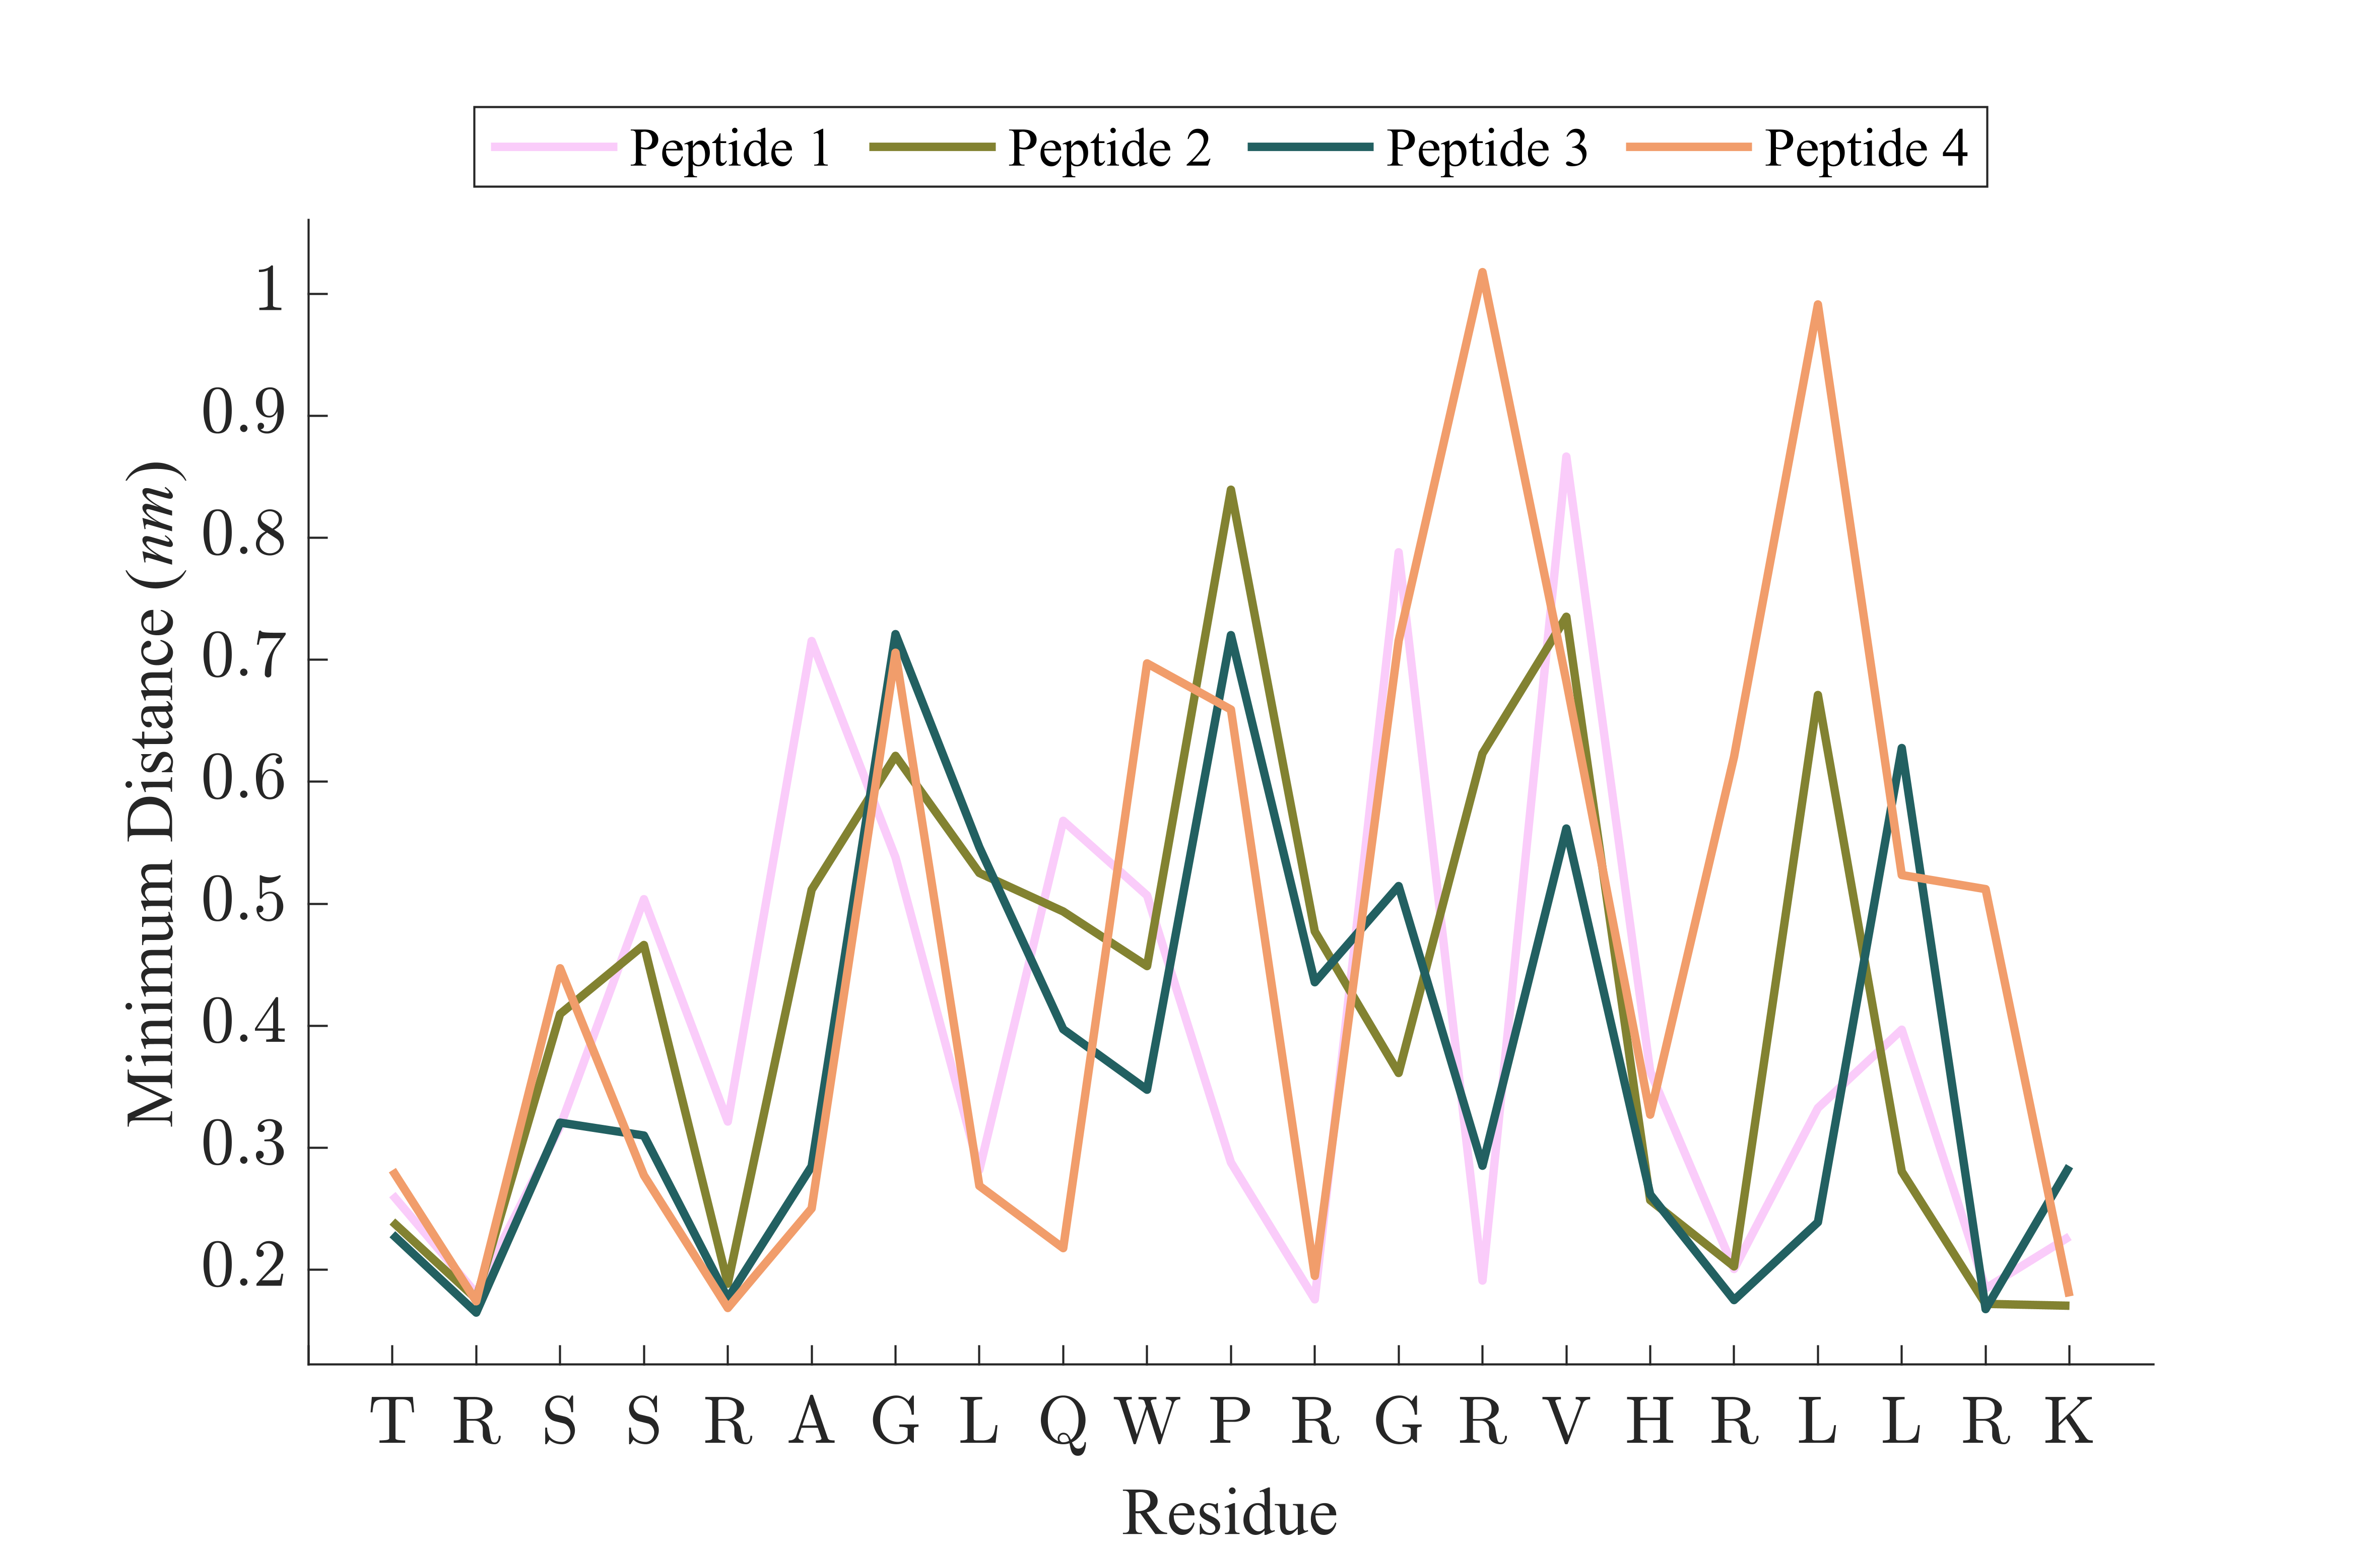 Peptide 1 Peptide 2 Peptide 3 Peptide 4
1
0.9
0.8
0.7
0.6
0.5
0.4
0.3
0.2
Minimum Distance (nm)
T R S S R A G L Q W P R G R V H R L L R K
Residue